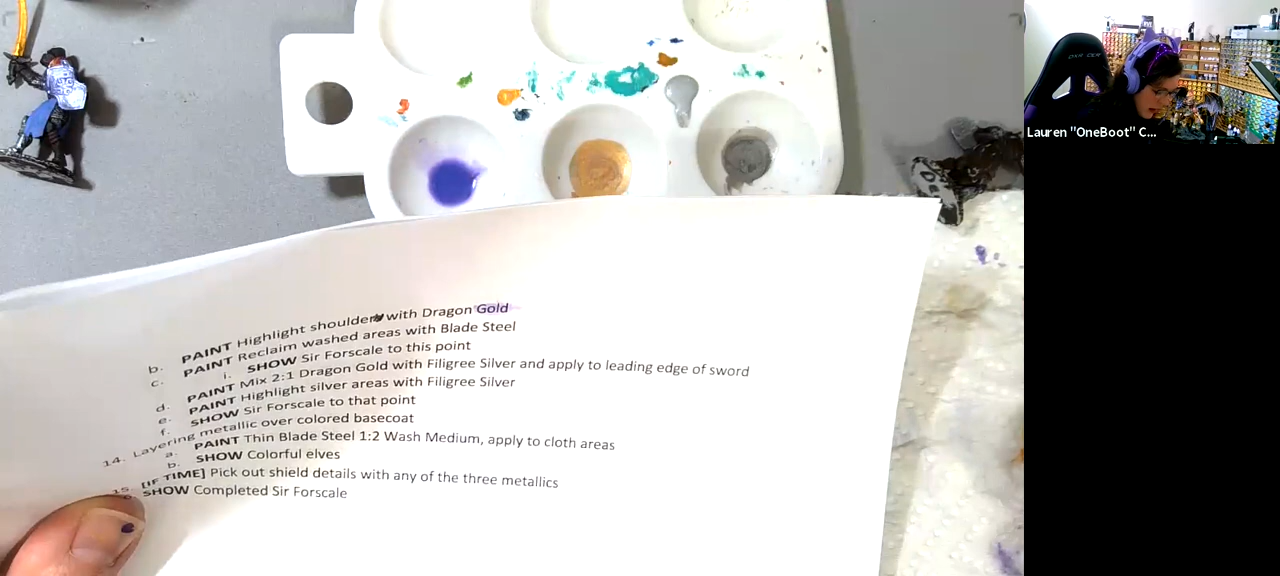 Lauren "OneBoot" C...
b. PAINT Highlight shoulder with Dragon Gold
c. PAINT Reclaim washed areas with Blade Steel
i. SHOW Sir Forscale to this point
d. PAINT Mix 2:1 Dragon Gold with Filigree Silver and apply to leading edge of sword
e. PAINT Highlight silver areas with Filigree Silver
f. SHOW Sir Forscale to that point
14. Layering metallic over colored basecoat
a. PAINT Thin Blade Steel 1:2 Wash Medium, apply to cloth areas
b. SHOW Colorful elves
15. [IF TIME] Pick out shield details with any of the three metallics
SHOW Completed Sir Forscale